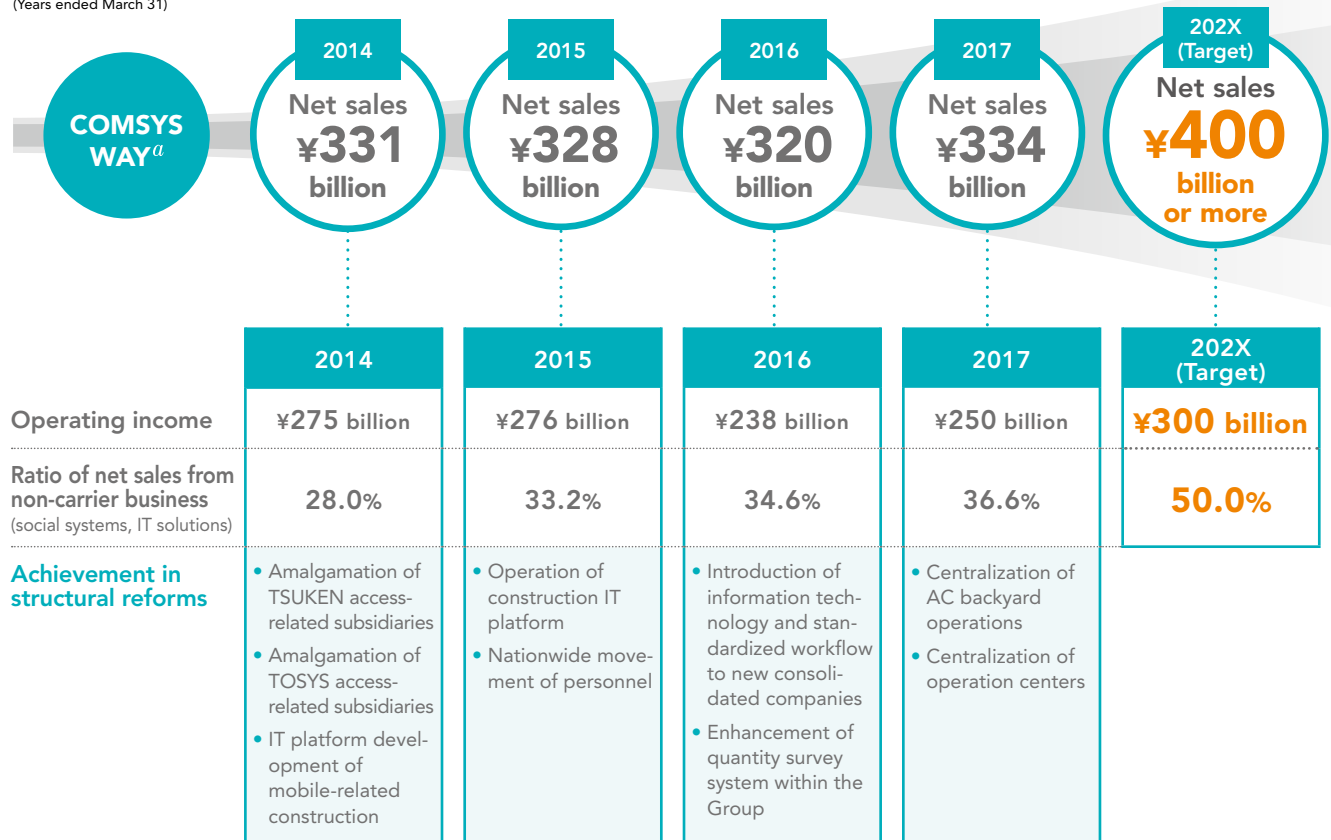 (Years ended March 31)
COMSYS
WAYa
2014
Net sales
¥331
billion
2015
Net sales
¥328
billion
2016
Net sales
¥320
billion
2017
Net sales
¥334
billion
202X
(Target)
Net sales
¥400
billion
or more
2014
2015
2016
2017
202X
(Target)
Operating income
¥275 billion
¥276 billion
¥238 billion
¥250 billion
¥300 billion
Ratio of net sales from
non-carrier business
(social systems, IT solutions)
28.0%
33.2%
34.6%
36.6%
50.0%
Achievement in
structural reforms
• Amalgamation of
TSUKEN access-
related subsidiaries
• Amalgamation of
TOSYS access-
related subsidiaries
• IT platform devel-
opment of
mobile-related
construction
• Operation of
construction IT
platform
• Nationwide move-
ment of personnel
• Introduction of
information tech-
nology and stan-
dardized workflow
to new consoli-
dated companies
• Enhancement of
quantity survey
system within the
Group
• Centralization of
AC backyard
operations
• Centralization of
operation centers